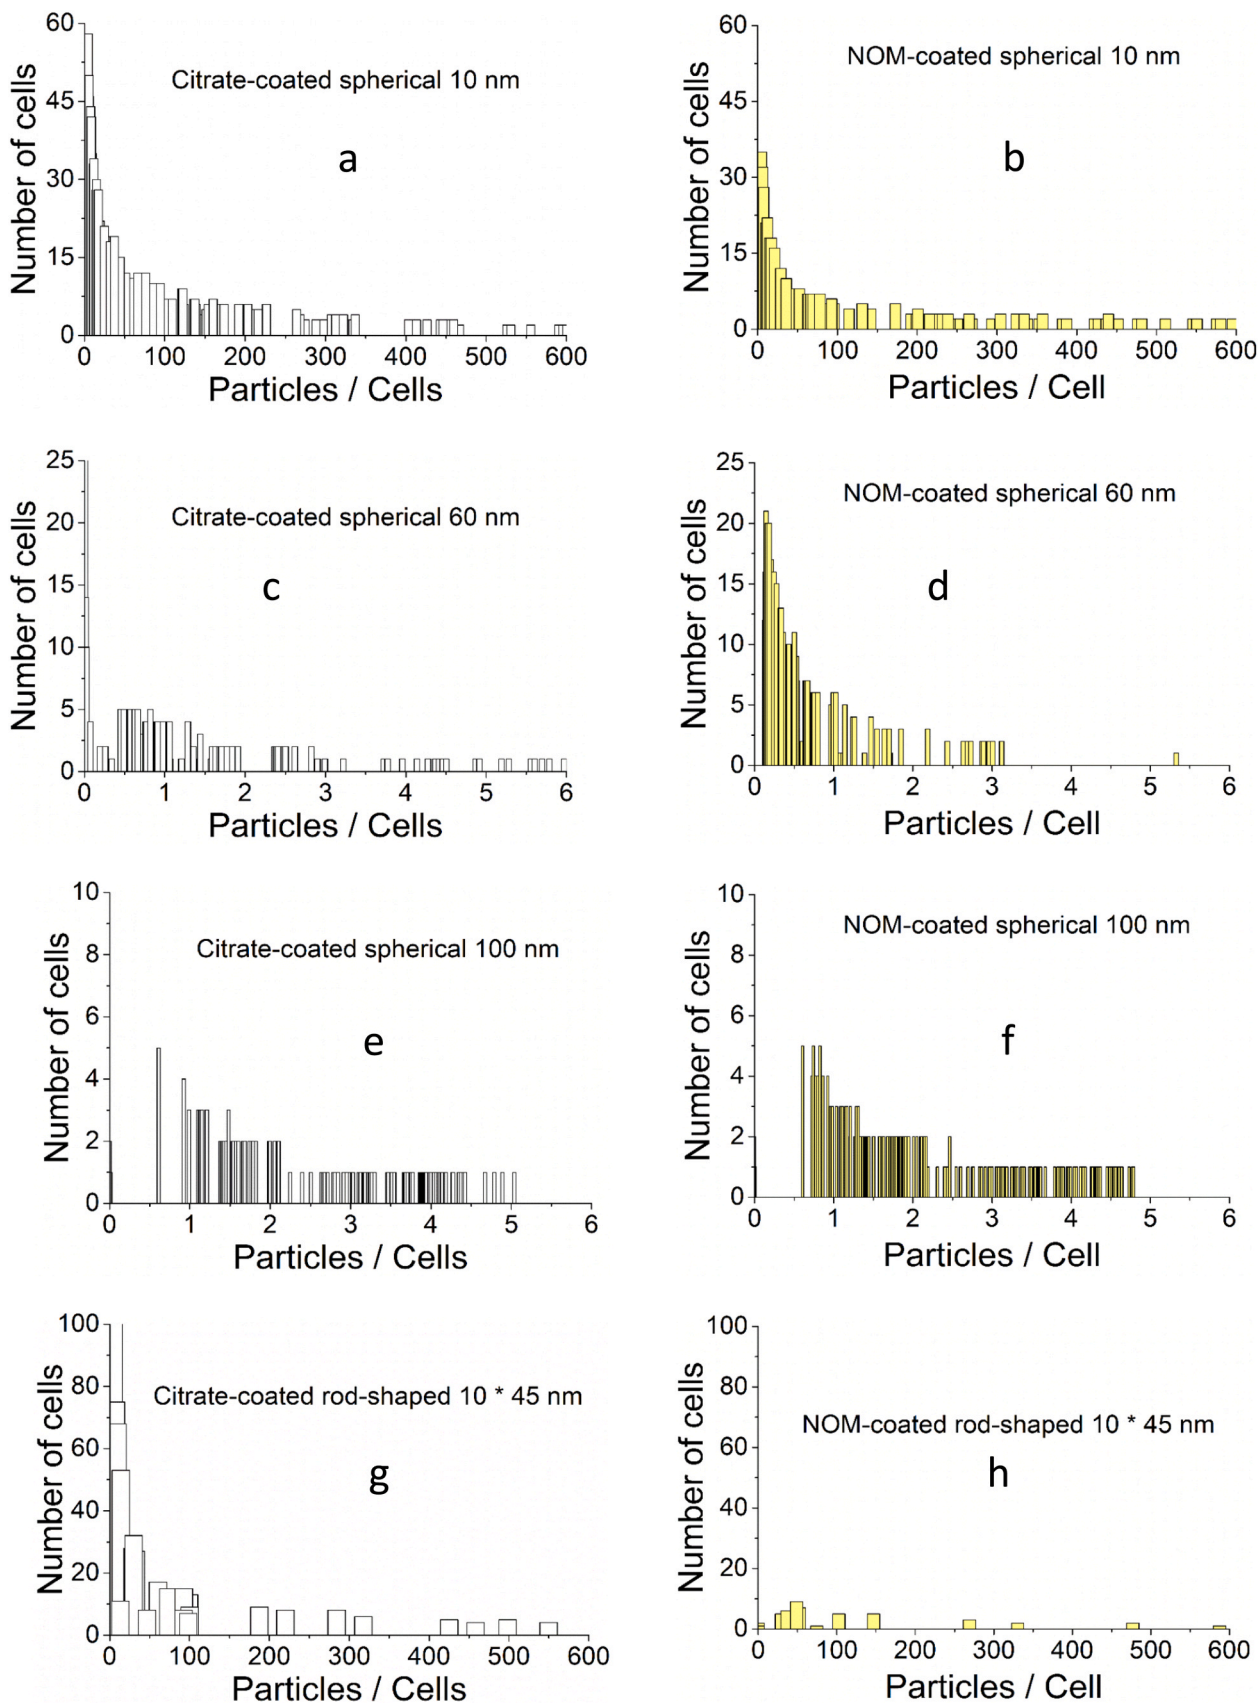 60
45
30
15
0
Number of cells
Citrate-coated spherical 10 nm
a
0 100 200 300 400 500 600
Particles / Cells
60
45
30
15
0
Number of cells
NOM-coated spherical 10 nm
b
0 100 200 300 400 500 600
Particles / Cell
25
20
15
10
5
0
Number of cells
Citrate-coated spherical 60 nm
c
0 1 2 3 4 5 6
Particles / Cells
25
20
15
10
5
0
Number of cells
NOM-coated spherical 60 nm
d
0 1 2 3 4 5 6
Particles / Cell
10
8
6
4
2
0
Number of cells
Citrate-coated spherical 100 nm
e
0 1 2 3 4 5 6
Particles / Cells
10
8
6
4
2
0
Number of cells
NOM-coated spherical 100 nm
f
0 1 2 3 4 5 6
Particles / Cell
100
80
60
40
20
0
Number of cells
Citrate-coated rod-shaped 10 * 45 nm
g
0 100 200 300 400 500 600
Particles / Cells
100
80
60
40
20
0
Number of cells
NOM-coated rod-shaped 10 * 45 nm
h
0 100 200 300 400 500 600
Particles / Cell